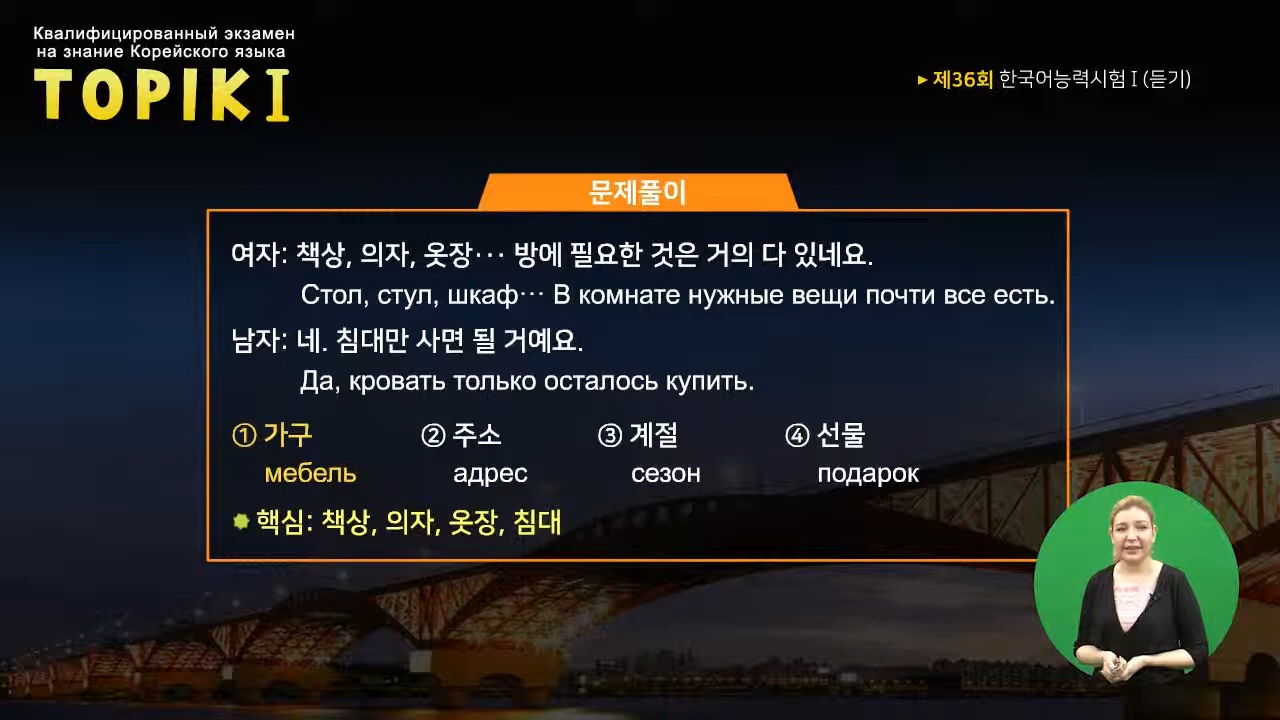 Квалифицированный экзамен
на знание Корейского языка
TOPIK I
▸ 제36회 한국어능력시험 I (듣기)
문제풀이
여자: 책상, 의자, 옷장··· 방에 필요한 것은 거의 다 있네요.
Стол, стул, шкаф··· В комнате нужные вещи почти все есть.
남자: 네. 침대만 사면 될 거예요.
Да, кровать только осталось купить.
① 가구 ② 주소 ③ 계절 ④ 선물
мебель адрес сезон подарок
핵심: 책상, 의자, 옷장, 침대